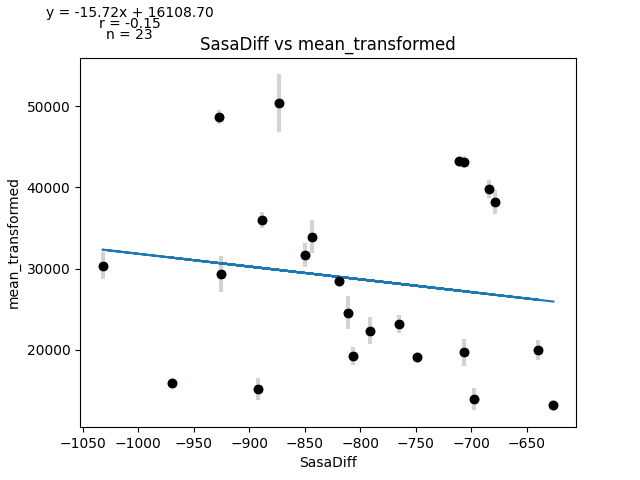 y = -15.72x + 16108.70
r = -0.15
n = 23
SasaDiff vs mean_transformed
50000
40000
30000
20000
mean_transformed
−1050 −1000 −950 −900 −850 −800 −750 −700 −650
SasaDiff